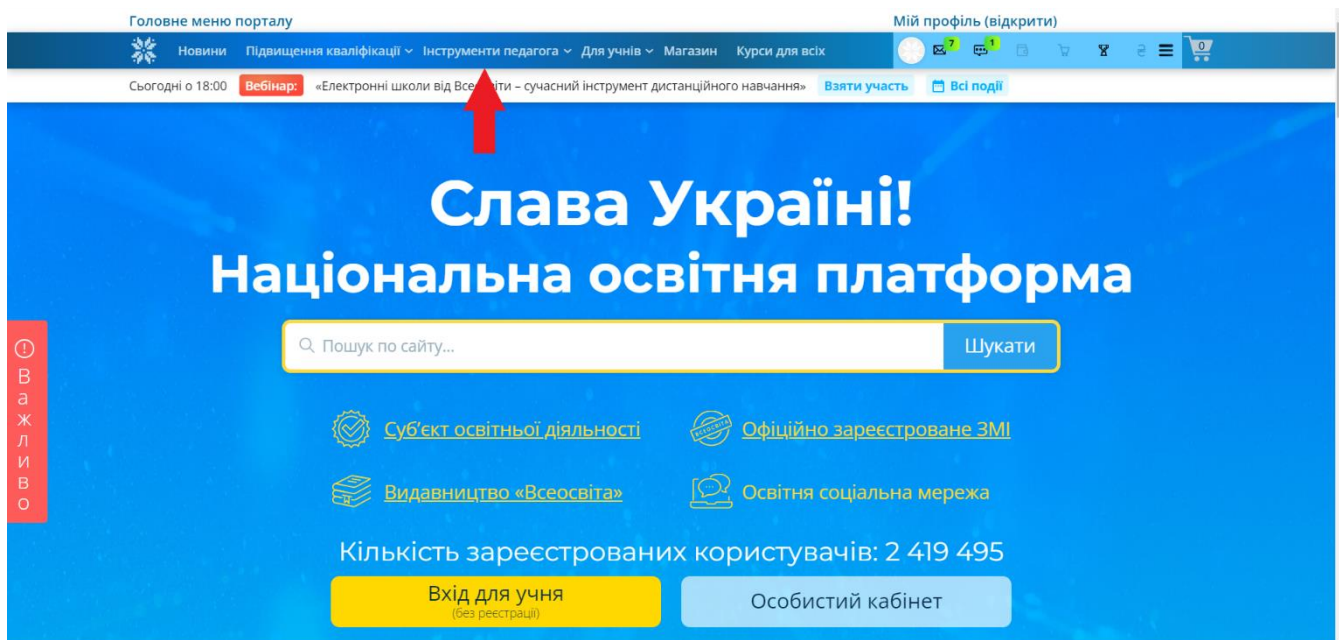 Головне меню порталу
Мій профіль (відкрити)
Новини Підвищення кваліфікації Інструменти педагога Для учнів Магазин Курси для всіх 7 1 ₴ 0
Сьогодні о 18:00 Вебінар: «Електронні школи від Все іти – сучасний інструмент дистанційного навчання» Взяти участь Всі події
Слава Україні!
Національна освітня платформа
Пошук по сайту... Шукати
Важливо
Суб’єкт освітньої діяльності
Офіційно зареєстроване ЗМІ
Видавництво «Всеосвіта»
Освітня соціальна мережа
Кількість зареєстрованих користувачів: 2 419 495
Вхід для учня
(без реєстрації)
Особистий кабінет